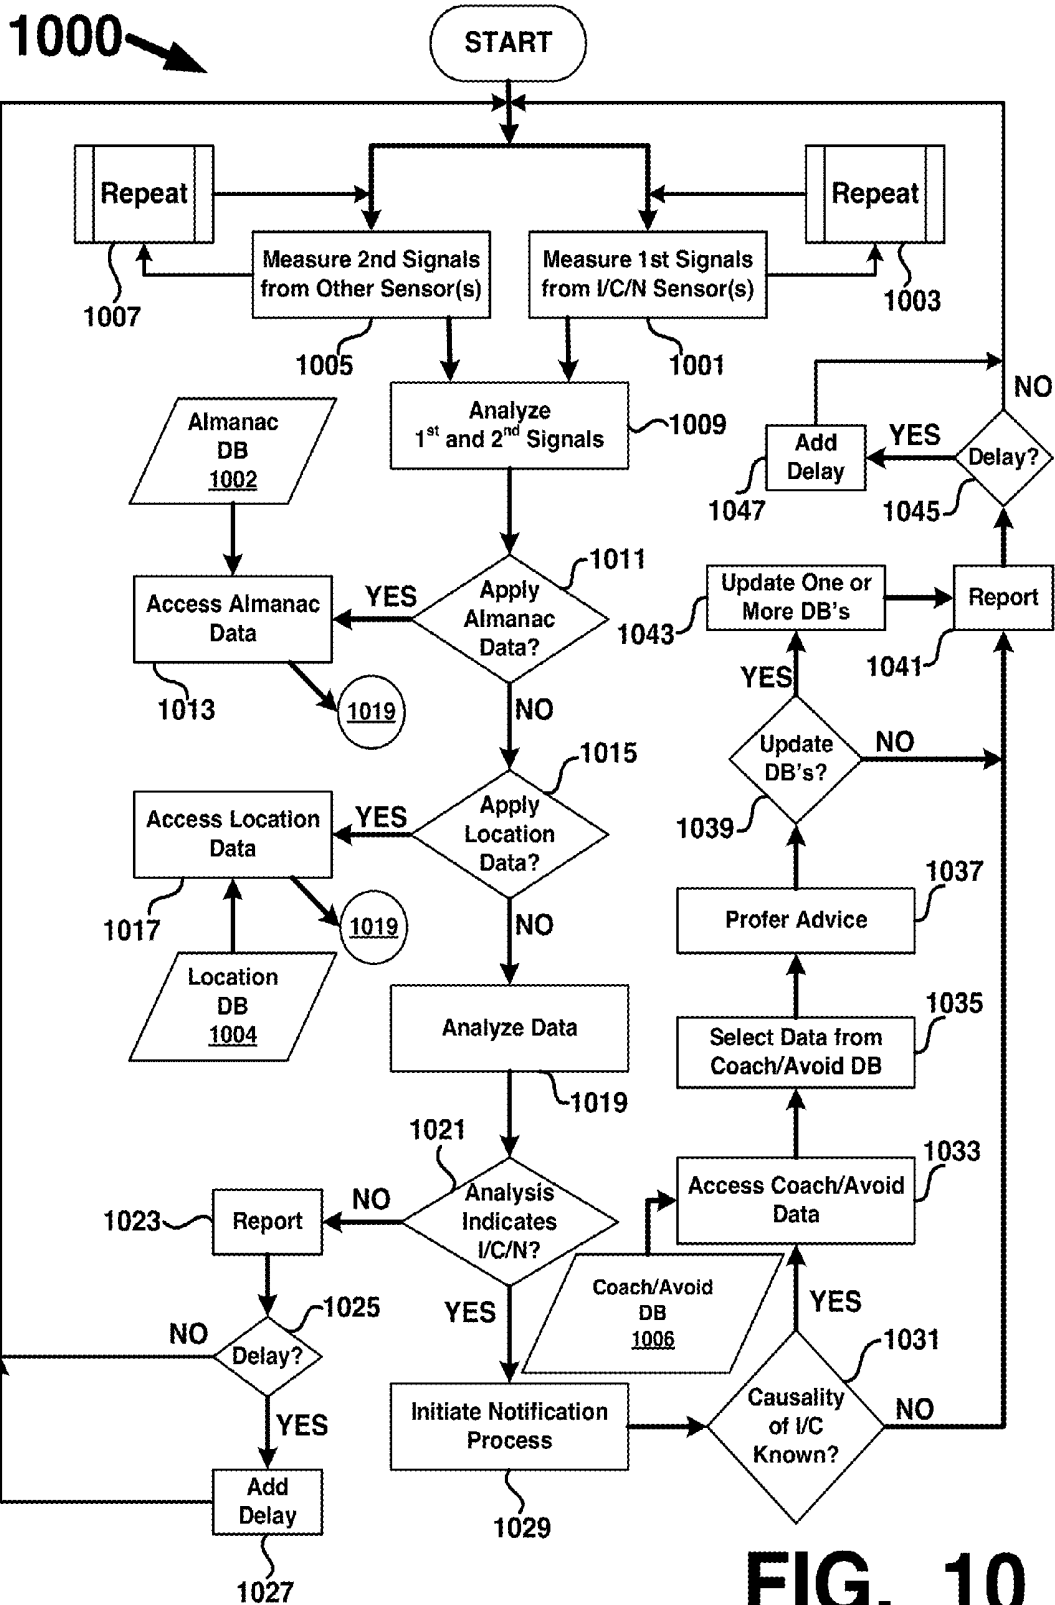 1000
START
Repeat
Repeat
Measure 2nd Signals
from Other Sensor(s)
Measure 1st Signals
from I/C/N Sensor(s)
1007
1003
1005
1001
Analyze
1st and 2nd Signals
1009
NO
Almanac
DB
1002
Add
Delay
YES
Delay?
1047
1045
1011
Apply
Almanac
Data?
YES
Access Almanac
Data
1013
1019
NO
Update One or
More DB's
1043
Report
1041
YES
Update
DB's?
NO
1039
1015
Apply
Location
Data?
YES
Access Location
Data
1017
1019
NO
Location
DB
1004
1037
Profer Advice
Analyze Data
1019
1035
Select Data from
Coach/Avoid DB
1033
Access Coach/Avoid
Data
1021
Analysis
Indicates
I/C/N?
NO
Report
1023
YES
Coach/Avoid
DB
1006
YES
1025
Delay?
NO
YES
Add
Delay
1027
Initiate Notification
Process
1029
1031
Causality
of I/C
Known?
NO
FIG. 10